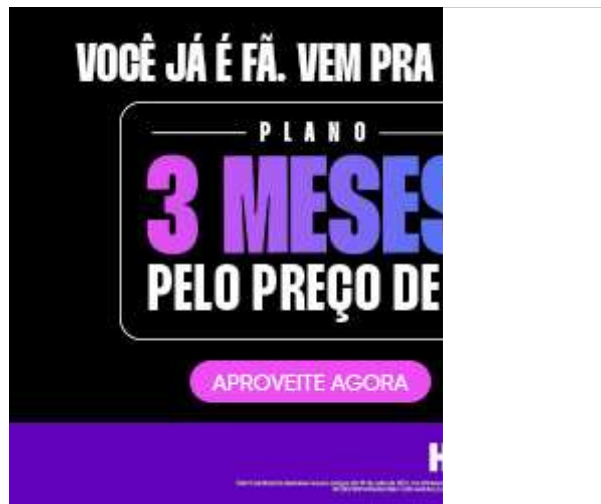 VOCÊ JÁ É FÃ. VEM PRA
PLANO
3 MESES
PELO PREÇO DE
APROVEITE AGORA
H